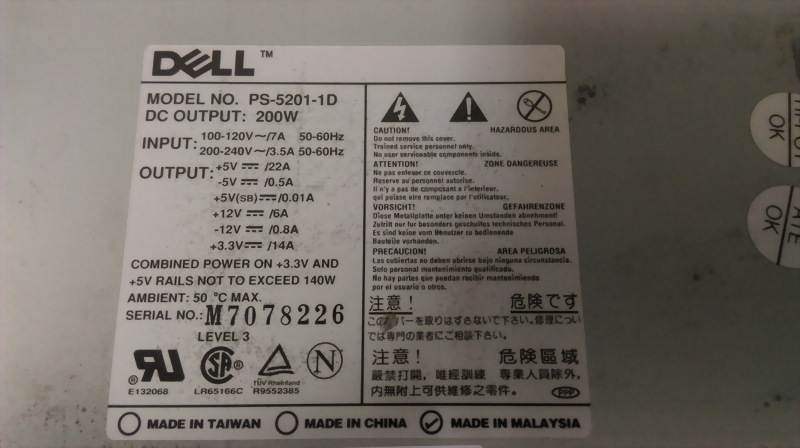 DELL™
MODEL NO. PS-5201-1D
DC OUTPUT: 200W
INPUT: 100-120V～/7A 50-60Hz
200-240V～/3.5A 50-60Hz
OUTPUT: +5V⎓/22A
-5V⎓/0.5A
+5V(SB)⎓/0.01A
+12V⎓/6A
-12V⎓/0.8A
+3.3V⎓/14A
COMBINED POWER ON +3.3V AND
+5V RAILS NOT TO EXCEED 140W
AMBIENT: 50 °C MAX.
SERIAL NO.: M7078226
LEVEL 3
RU ®
E132068
SA ®
LR65166C
TÜV Rheinland
R9552385
N
CAUTION! HAZARDOUS AREA
Do not remove this cover.
Trained service personnel only.
No user serviceable components inside.
ATTENTION! ZONE DANGEREUSE
Ne pas enlever ce couvercle.
Reserve au personnel autorise.
Il n'y a pas de composant a l'interieur,
qui puisse eire remplace par l'utilisateur.
VORSICHT! GEFAHRENZONE
Diese Metallplatte unter keinen Umstanden abnehment!
Zutritt nur fur besonders geschultes technisches Personal.
Es sind keine vom Benutzer zu bedienende
Bauteile vorhanden.
PRECAUCION! AREA PELIGROSA
Las cubiertas no deben abrirse bajo ninguna circunstancia.
Solo personal mantenimiento qualificado.
No hay partes que puedan recibir mantenimiento
por el usuario o otros.
注意！ 危険です
このバーを取りはずさないで下さい。修理につい
ては専門の業者にご相談下さい。
注意！ 危険區域
嚴禁打開，唯經訓練 專業人員除外，
内無附上可供維修之零件。
PPP
MADE IN TAIWAN MADE IN CHINA MADE IN MALAYSIA
OK
OK